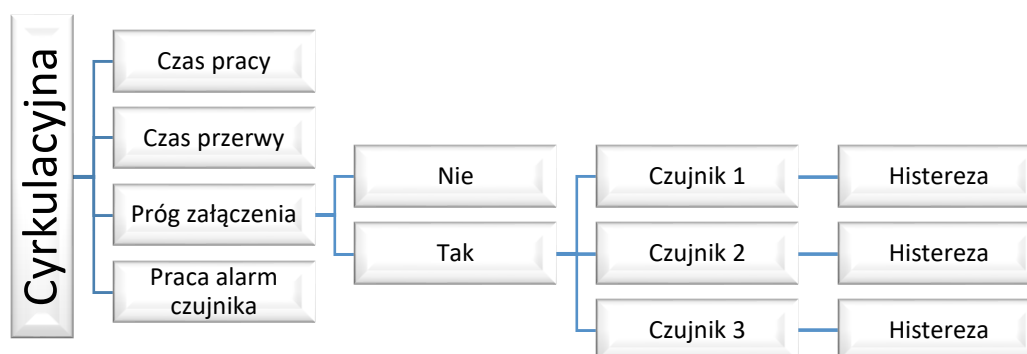 Cyrkulacyjna
Czas pracy
Czas przerwy
Próg załączenia
Praca alarm
czujnika
Nie
Tak
Czujnik 1
Czujnik 2
Czujnik 3
Histereza
Histereza
Histereza